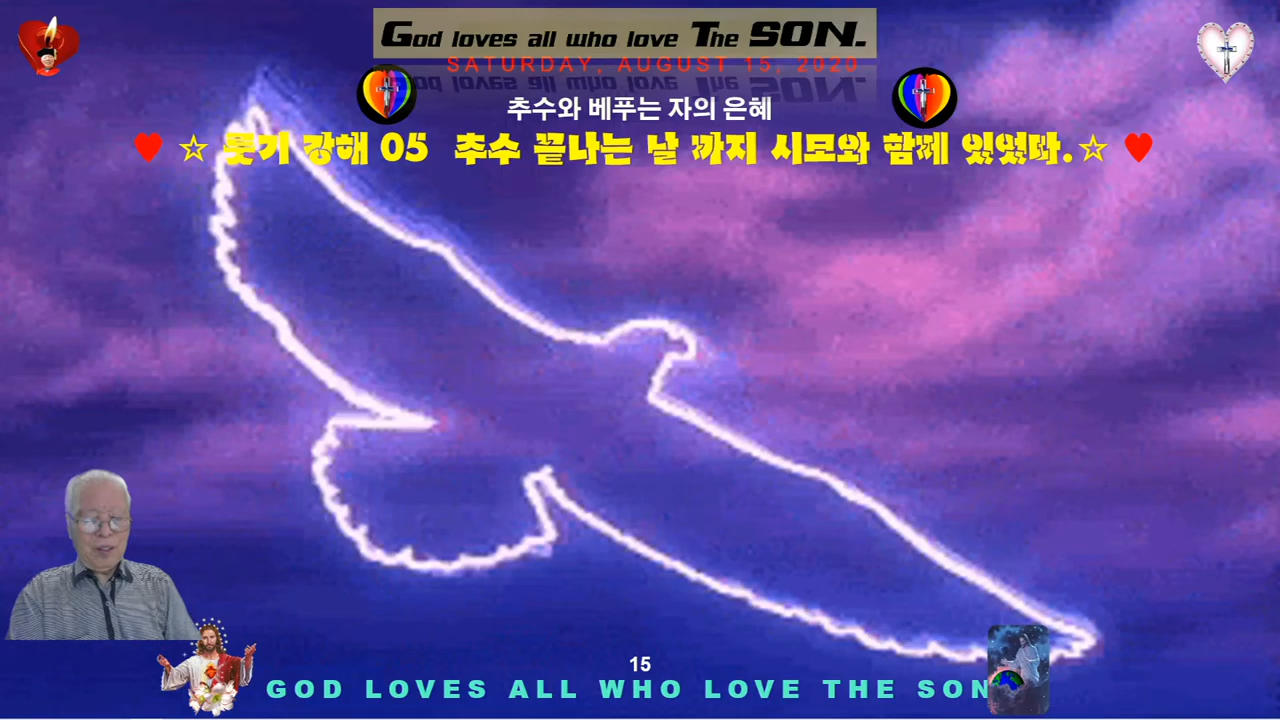 God loves all who love The SON.
SATURDAY, AUGUST 15, 2020
추수와 베푸는 자의 은혜
♥ ☆ 룻기 강해 05 추수 끝나는 날 까지 시모와 함께 있었다.☆ ♥
15
GOD LOVES ALL WHO LOVE THE SON